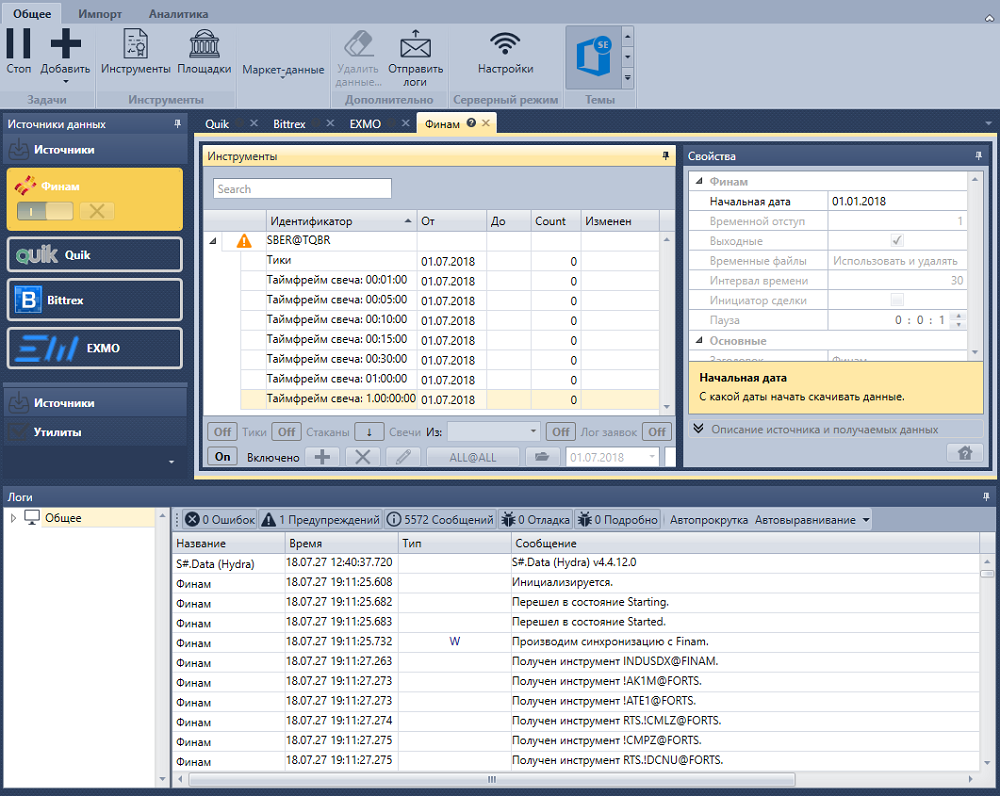 Общее Импорт Аналитика
Стоп Добавить Инструменты Площадки Маркет-данные Удалить данные... Отправить логи Настройки SE
Задачи Инструменты Дополнительно Серверный режим Темы
Источники данных
Источники
Финам
quik Quik
B Bittrex
EXMO
Источники
Утилиты
Quik Bittrex EXMO Финам
Инструменты
Search
Идентификатор От До Count Изменен
SBER@TQBR
Тики 01.07.2018 0
Таймфрейм свеча: 00:01:00 01.07.2018 0
Таймфрейм свеча: 00:05:00 01.07.2018 0
Таймфрейм свеча: 00:10:00 01.07.2018 0
Таймфрейм свеча: 00:15:00 01.07.2018 0
Таймфрейм свеча: 00:30:00 01.07.2018 0
Таймфрейм свеча: 01:00:00 01.07.2018 0
Таймфрейм свеча: 1.00:00:00 01.07.2018 0
Off Тики Off Стаканы Свечи Из: Off Лог заявок Off
On Включено ALL@ALL 01.07.2018
Свойства
Финам
Начальная дата 01.01.2018
Временной отступ 1
Выходные
Временные файлы Использовать и удалять
Интервал времени 30
Инициатор сделки
Пауза 0 : 0 : 1
Основные
Заголовок Финам
Начальная дата
С какой даты начать скачивать данные.
Описание источника и получаемых данных
Логи
Общее
0 Ошибок 1 Предупреждений 5572 Сообщений 0 Отладка 0 Подробно Автопрокрутка Автовыравнивание
Название Время Тип Сообщение
S#.Data (Hydra) 18.07.27 12:40:37.720 S#.Data (Hydra) v4.4.12.0
Финам 18.07.27 19:11:25.608 Инициализируется.
Финам 18.07.27 19:11:25.682 Перешел в состояние Starting.
Финам 18.07.27 19:11:25.683 Перешел в состояние Started.
Финам 18.07.27 19:11:25.732 W Производим синхронизацию с Finam.
Финам 18.07.27 19:11:27.263 Получен инструмент INDUSDX@FINAM.
Финам 18.07.27 19:11:27.273 Получен инструмент !AK1M@FORTS.
Финам 18.07.27 19:11:27.273 Получен инструмент !ATE1@FORTS.
Финам 18.07.27 19:11:27.274 Получен инструмент RTS.!CMLZ@FORTS.
Финам 18.07.27 19:11:27.275 Получен инструмент !CMPZ@FORTS.
Финам 18.07.27 19:11:27.275 Получен инструмент RTS.!DCNU@FORTS.